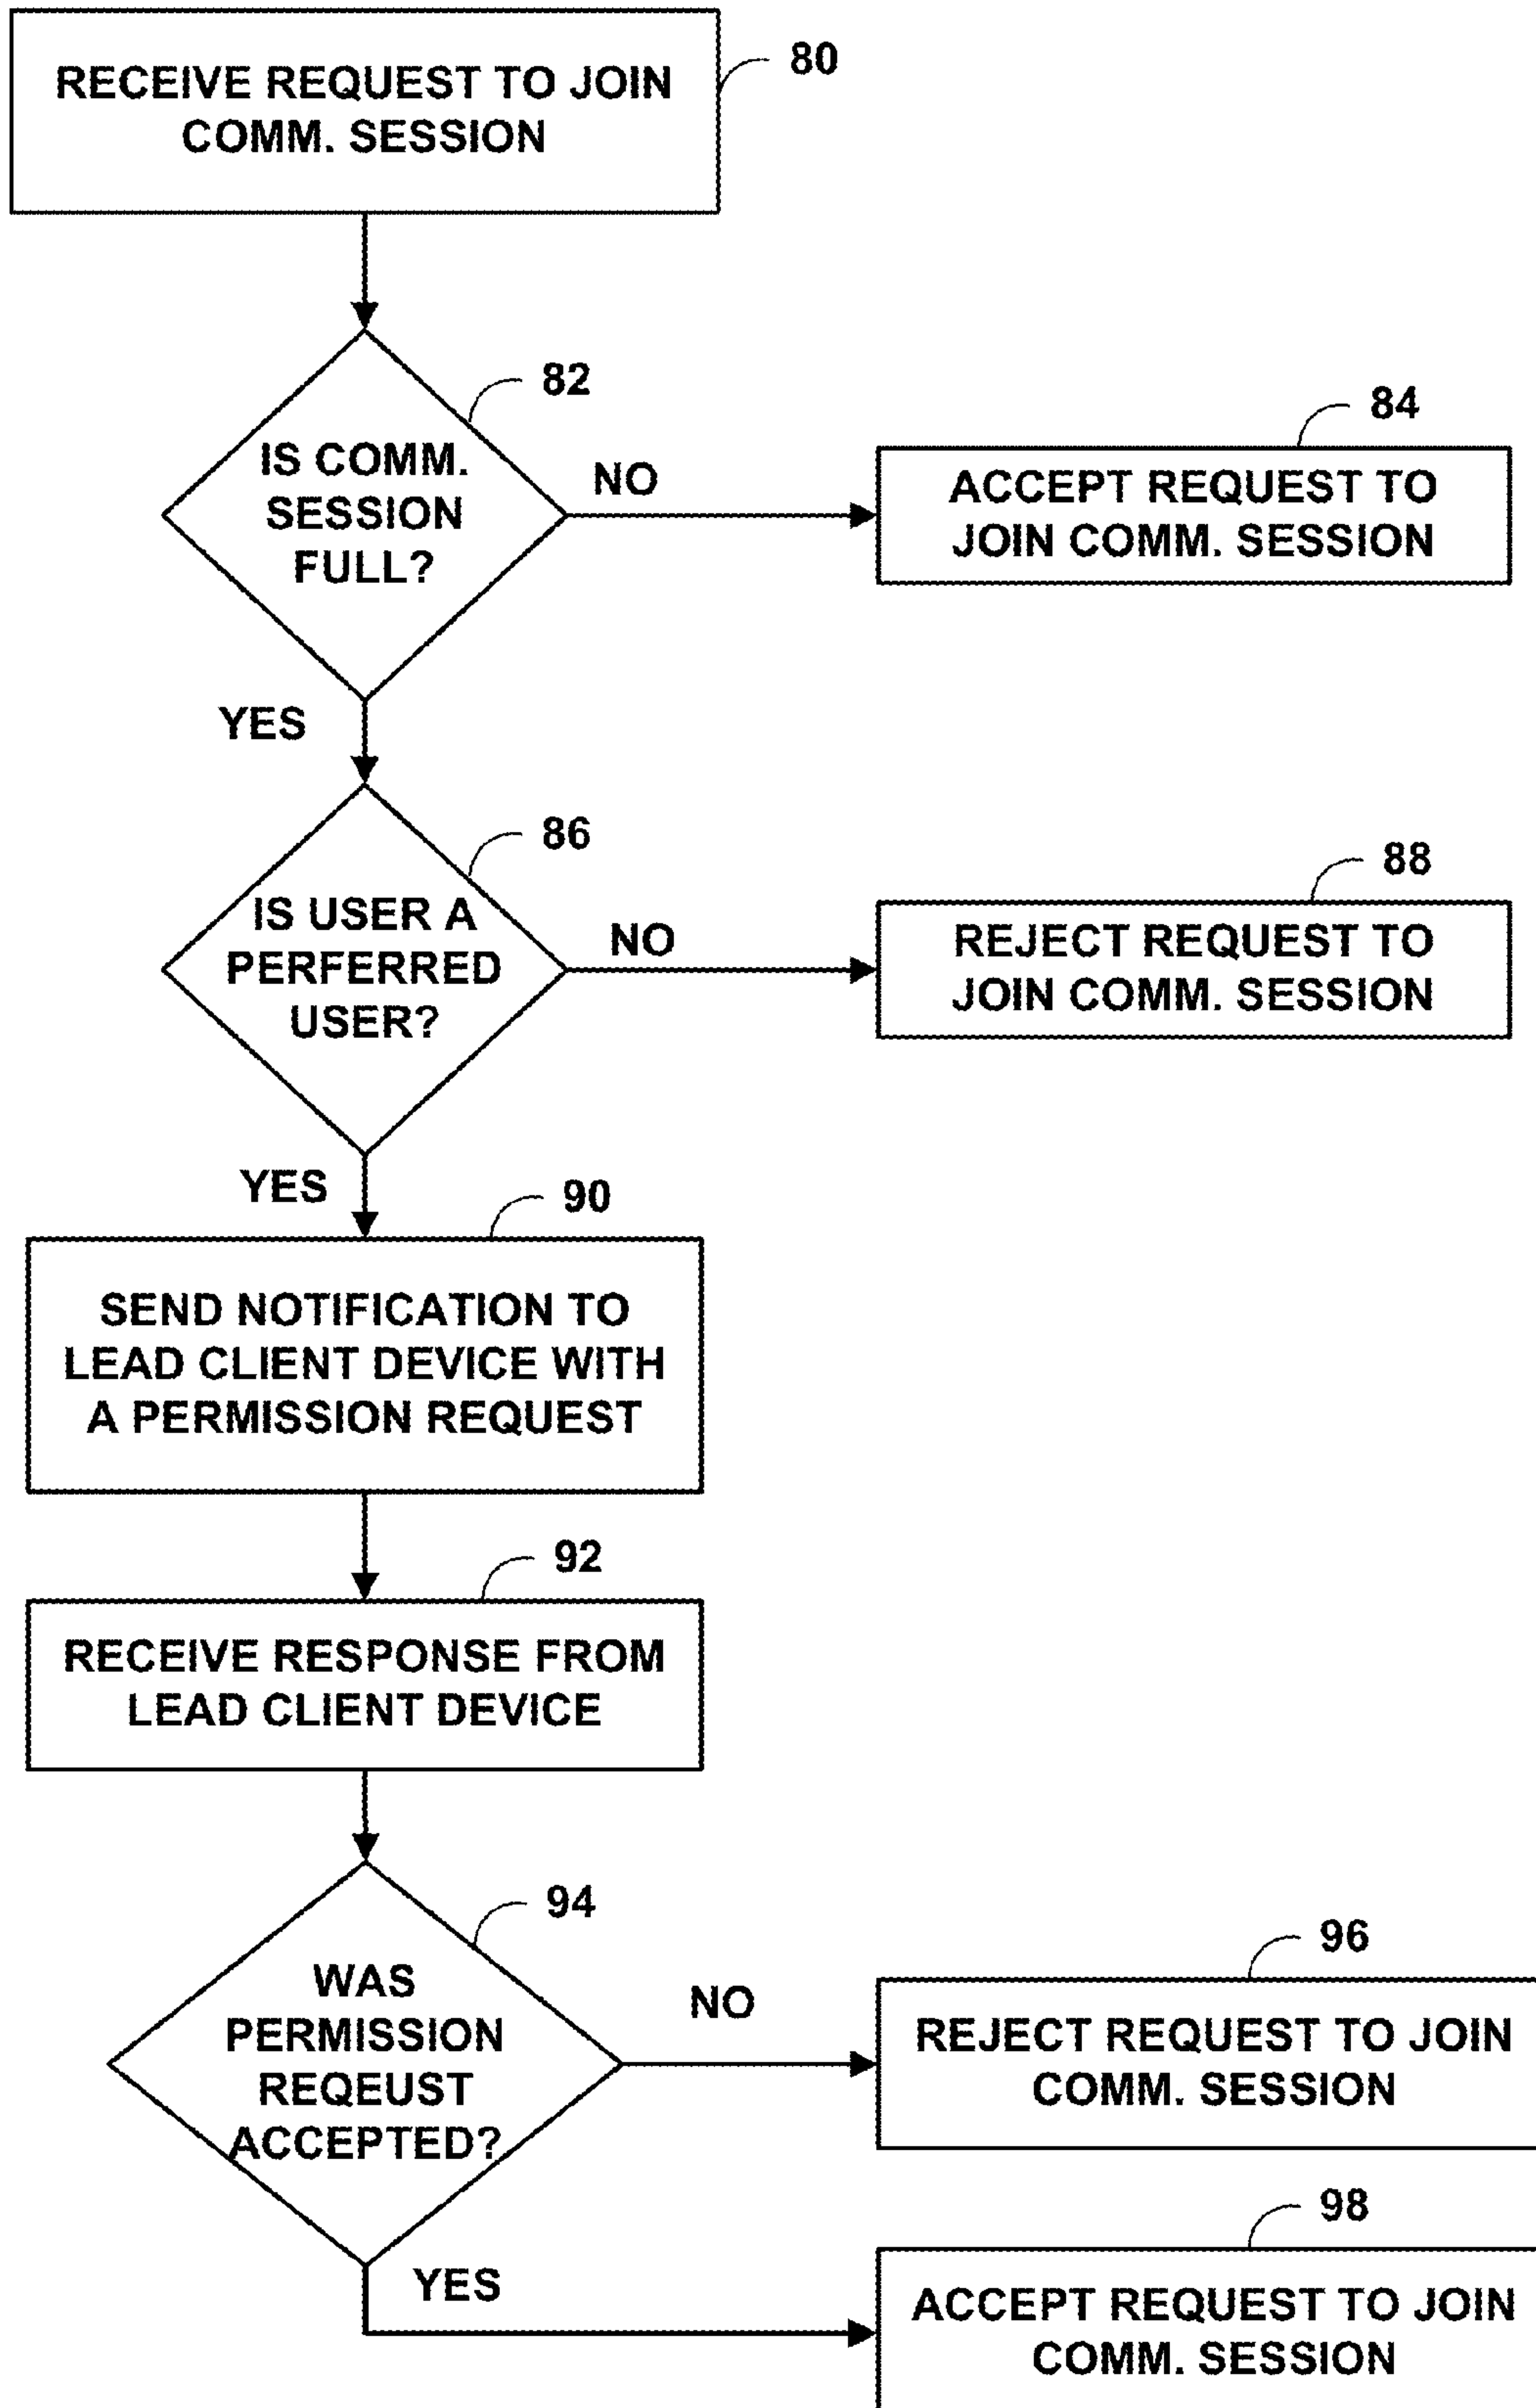 RECEIVE REQUEST TO JOIN
COMM. SESSION
80
82
IS COMM.
SESSION
FULL?
NO
84
ACCEPT REQUEST TO
JOIN COMM. SESSION
YES
86
IS USER A
PERFERRED
USER?
NO
88
REJECT REQUEST TO
JOIN COMM. SESSION
YES
90
SEND NOTIFICATION TO
LEAD CLIENT DEVICE WITH
A PERMISSION REQUEST
92
RECEIVE RESPONSE FROM
LEAD CLIENT DEVICE
94
WAS
PERMISSION
REQEUST
ACCEPTED?
NO
96
REJECT REQUEST TO JOIN
COMM. SESSION
YES
98
ACCEPT REQUEST TO JOIN
COMM. SESSION